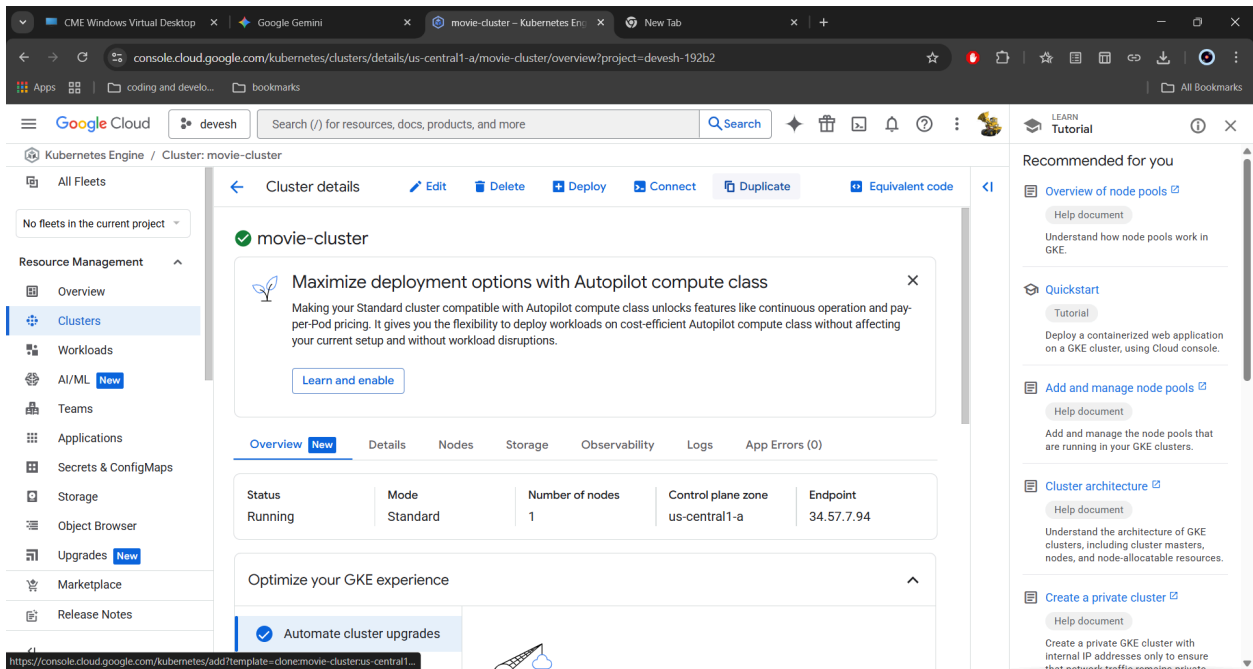 CME Windows Virtual Desktop
Google Gemini
movie-cluster – Kubernetes Eng
New Tab
console.cloud.google.com/kubernetes/clusters/details/us-central1-a/movie-cluster/overview?project=devesh-192b2
Apps
coding and develo...
bookmarks
All Bookmarks
Google Cloud
devesh
Search (/) for resources, docs, products, and more
Search
Kubernetes Engine / Cluster: movie-cluster
All Fleets
No fleets in the current project
Resource Management
Overview
Clusters
Workloads
AI/ML New
Teams
Applications
Secrets & ConfigMaps
Storage
Object Browser
Upgrades New
Marketplace
Release Notes
https://console.cloud.google.com/kubernetes/add?template=clone:movie-cluster:us-central1...
Cluster details
Edit
Delete
Deploy
Connect
Duplicate
Equivalent code
movie-cluster
Maximize deployment options with Autopilot compute class
Making your Standard cluster compatible with Autopilot compute class unlocks features like continuous operation and pay-
per-Pod pricing. It gives you the flexibility to deploy workloads on cost-efficient Autopilot compute class without affecting
your current setup and without workload disruptions.
Learn and enable
Overview New
Details
Nodes
Storage
Observability
Logs
App Errors (0)
Status
Running
Mode
Standard
Number of nodes
1
Control plane zone
us-central1-a
Endpoint
34.57.7.94
Optimize your GKE experience
Automate cluster upgrades
LEARN
Tutorial
Recommended for you
Overview of node pools
Help document
Understand how node pools work in
GKE.
Quickstart
Tutorial
Deploy a containerized web application
on a GKE cluster, using Cloud console.
Add and manage node pools
Help document
Add and manage the node pools that
are running in your GKE clusters.
Cluster architecture
Help document
Understand the architecture of GKE
clusters, including cluster masters,
nodes, and node-allocatable resources.
Create a private cluster
Help document
Create a private GKE cluster with
internal IP addresses only to ensure
that network traffic remains private